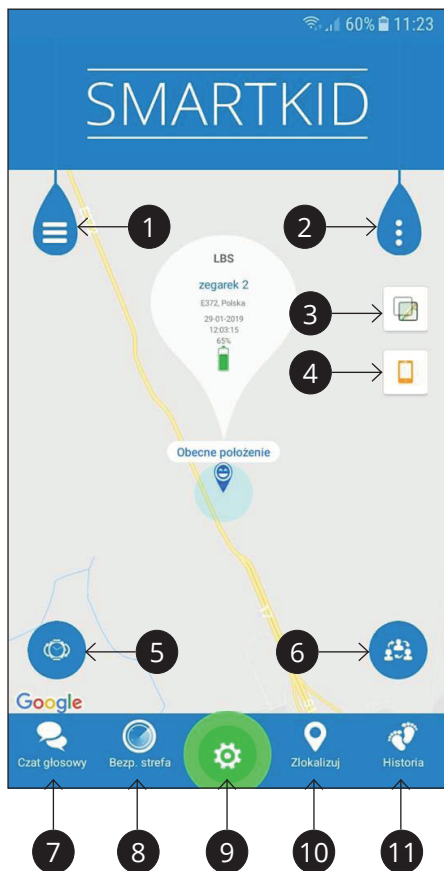 60% 11:23
SMARTKID
1
2
LBS
zegarek 2
E372, Polska
29-01-2019
12:03:15
65%
3
4
Obecne położenie
5
6
Google
Czat głosowy
Bezp. strefa
Zlokalizuj
Historia
7
8
9
10
11